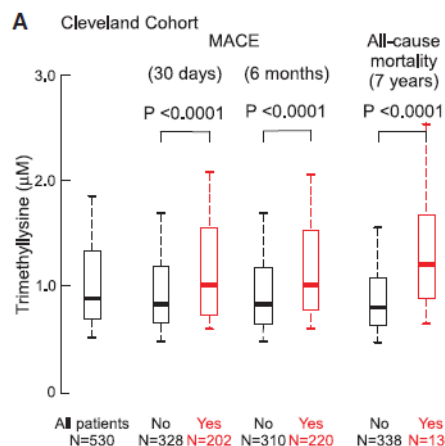 A Cleveland Cohort
MACE
All-cause
mortality
(7 years)
(30 days) (6 months)
P <0.0001 P <0.0001 P <0.0001
Trimethyllysine (μM)
3,0
2.0
1.0
0
All patients No Yes No Yes No Yes
N=530 N=328 N=202 N=310 N=220 N=338 N=13